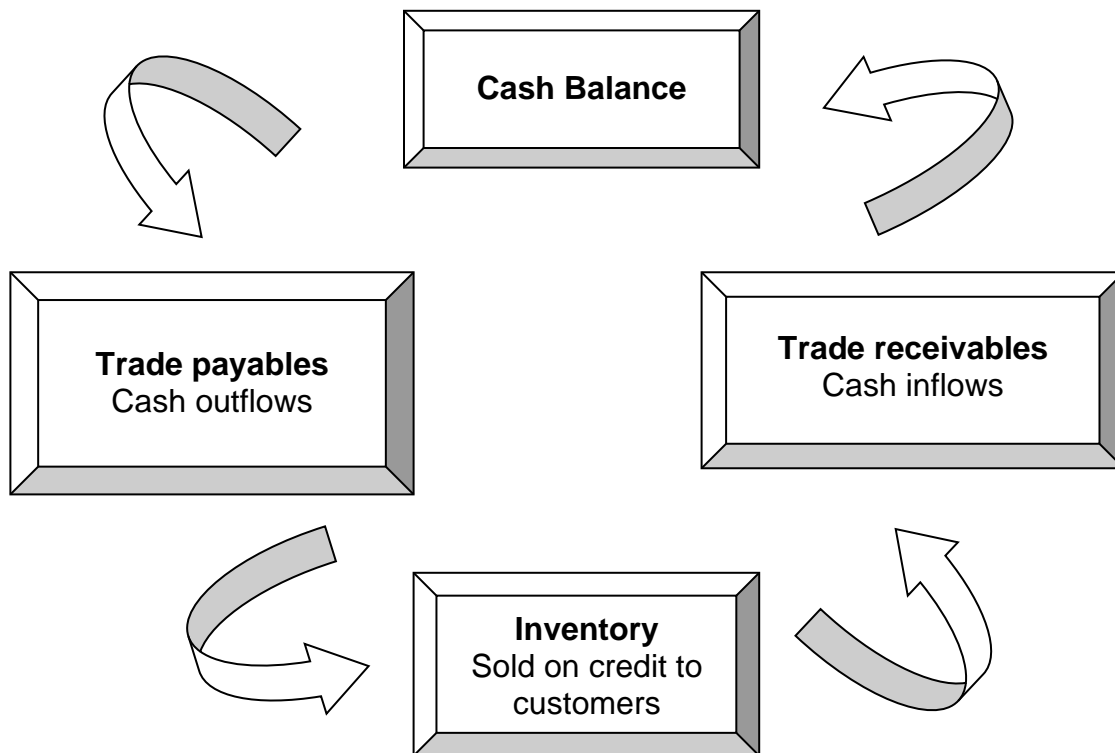 Cash Balance
Trade payables
Cash outflows
Trade receivables
Cash inflows
Inventory
Sold on credit to
customers